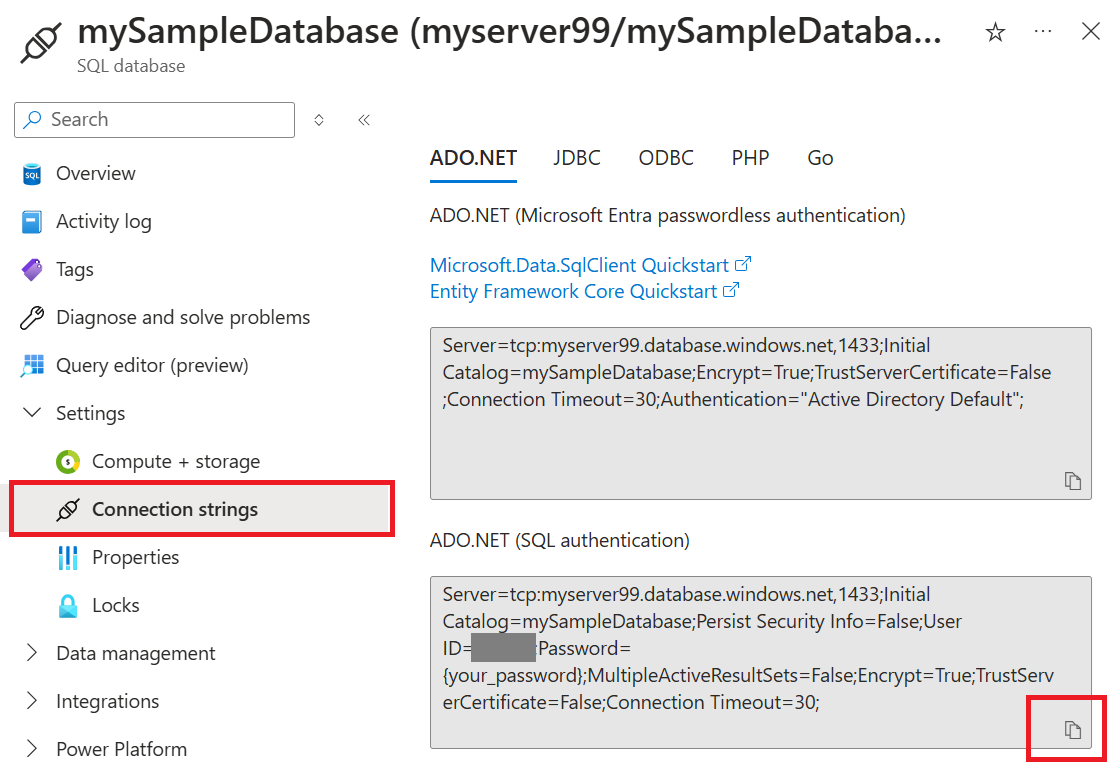 mySampleDatabase (myserver99/mySampleDataba...
SQL database
Search
Overview
Activity log
Tags
Diagnose and solve problems
Query editor (preview)
Settings
Compute + storage
Connection strings
Properties
Locks
Data management
Integrations
Power Platform
ADO.NET JDBC ODBC PHP Go
ADO.NET (Microsoft Entra passwordless authentication)
Microsoft.Data.SqlClient Quickstart
Entity Framework Core Quickstart
Server=tcp:myserver99.database.windows.net,1433;Initial
Catalog=mySampleDatabase;Encrypt=True;TrustServerCertificate=False
;Connection Timeout=30;Authentication="Active Directory Default";
ADO.NET (SQL authentication)
Server=tcp:myserver99.database.windows.net,1433;Initial
Catalog=mySampleDatabase;Persist Security Info=False;User
ID= ;Password=
{your_password};MultipleActiveResultSets=False;Encrypt=True;TrustServ
erCertificate=False;Connection Timeout=30;